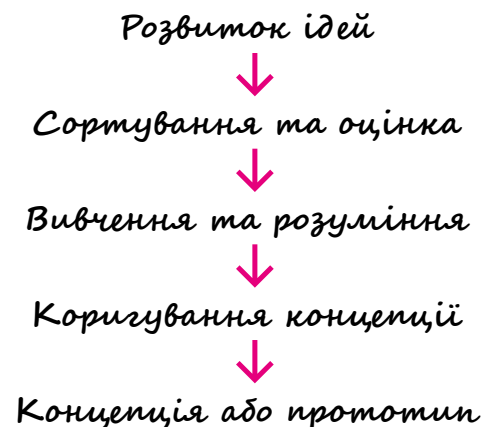 Розвиток ідей
Сортування та оцінка
Вивчення та розуміння
Коригування концепції
Концепція або прототип